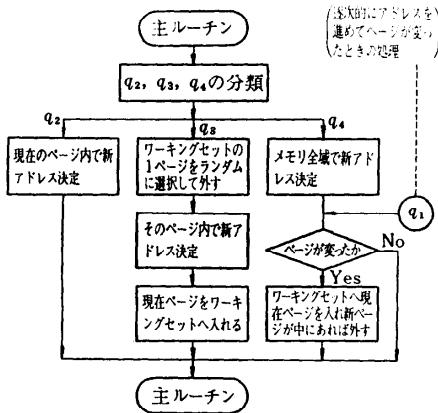 主ルーチン
逐次的にアドレスを
進めてページが変っ
たときの処理
q2, q3, q4の分類
q2
q3
q4
現在のページ内で新
アドレス決定
ワーキングセットの
1ページをランダム
に選択して外す
メモリ全域で新アド
レス決定
q1
そのページ内で新ア
ドレス決定
ページが変ったか
No
Yes
現在ページをワーキ
ングセットへ入れる
ワーキングセットへ現
在ページを入れ新ペー
ジが中にあれば外す
主ルーチン